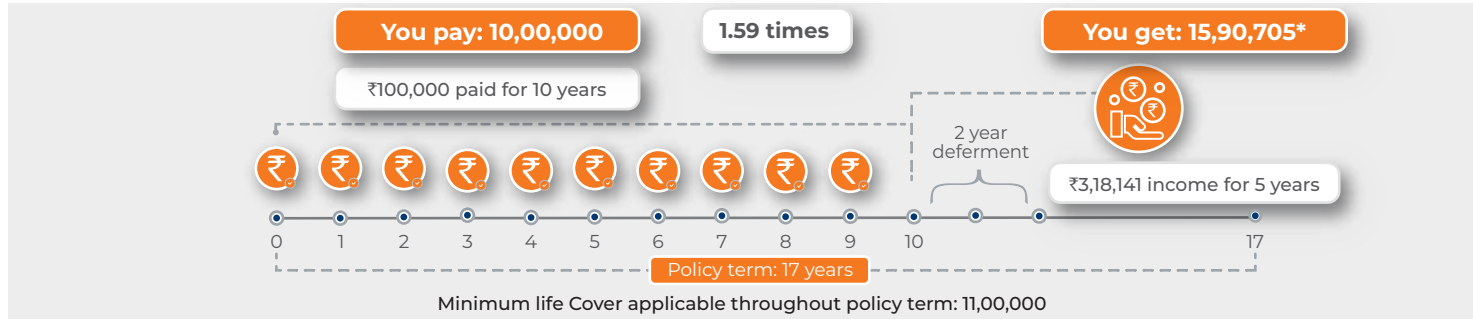 You pay: 10,00,000
1.59 times
You get: 15,90,705*
₹100,000 paid for 10 years
₹
₹
2 year
deferment
₹ ₹ ₹ ₹ ₹ ₹ ₹ ₹ ₹ ₹
₹3,18,141 income for 5 years
0 1 2 3 4 5 6 7 8 9 10 17
Policy term: 17 years
Minimum life Cover applicable throughout policy term: 11,00,000